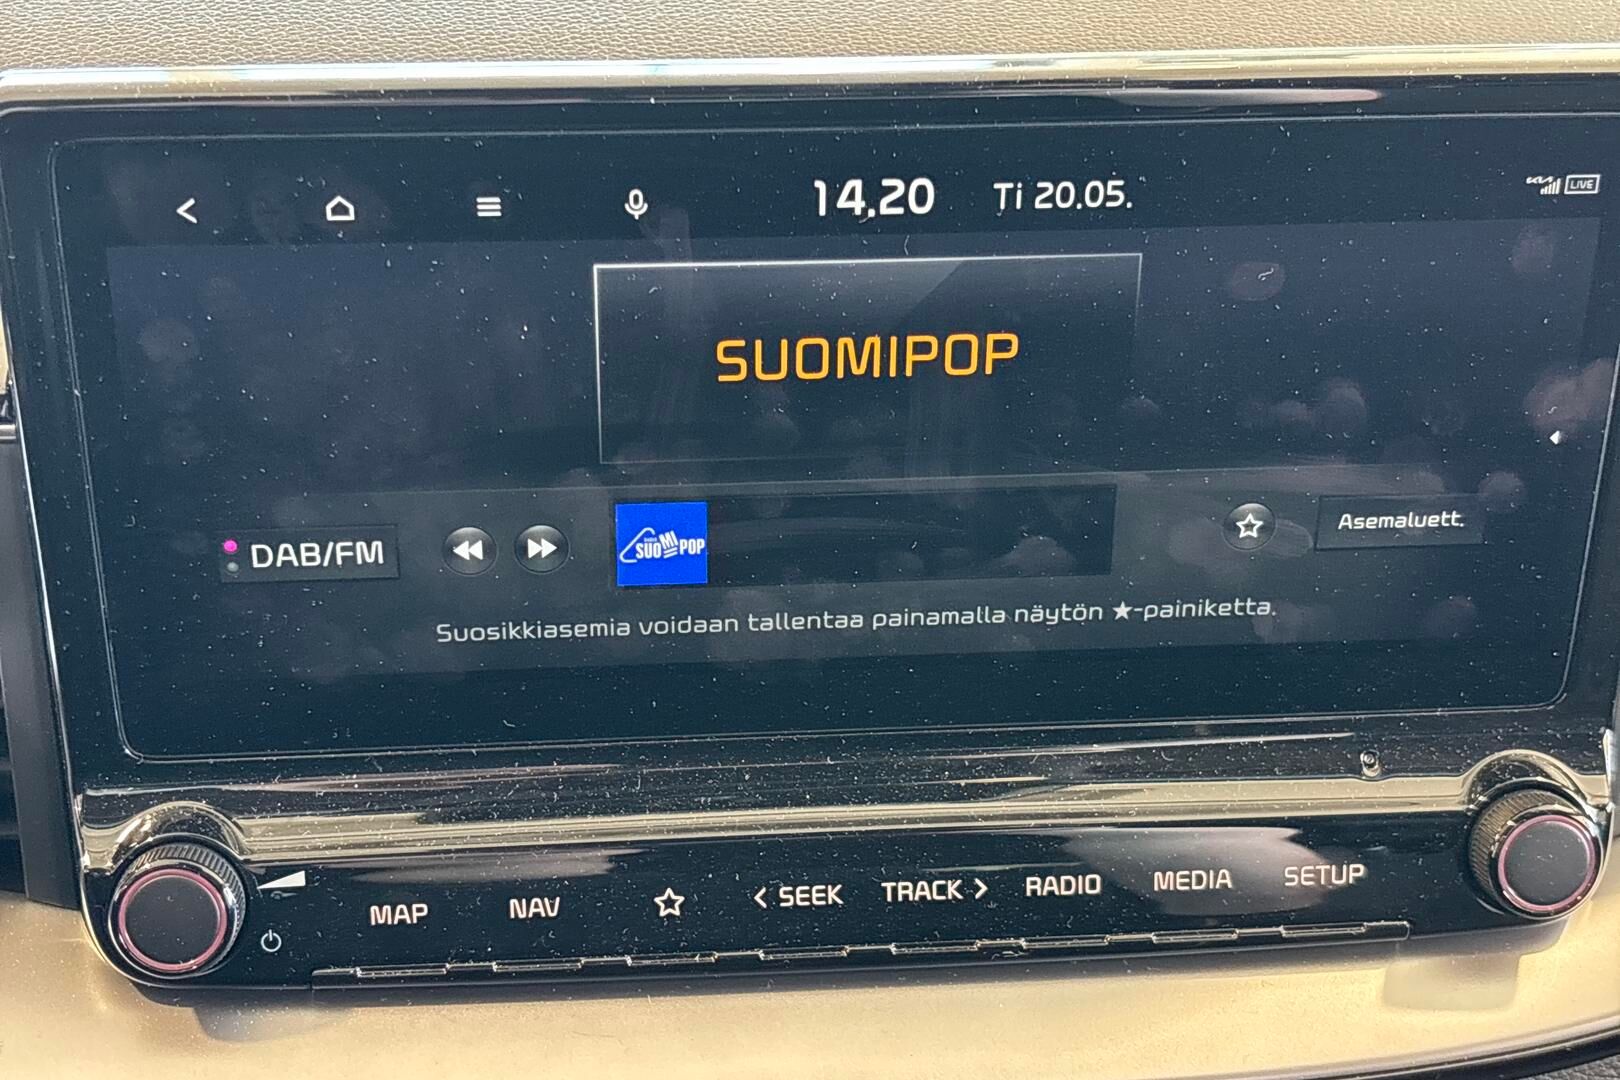 14.20 Ti 20.05. LIVE
SUOMIPOP
DAB/FM
SUOMIPOP
Asemaluett.
Suosikkiasemia voidaan tallentaa painamalla näytön ★-painiketta.
MAP NAV ☆ < SEEK TRACK > RADIO MEDIA SETUP